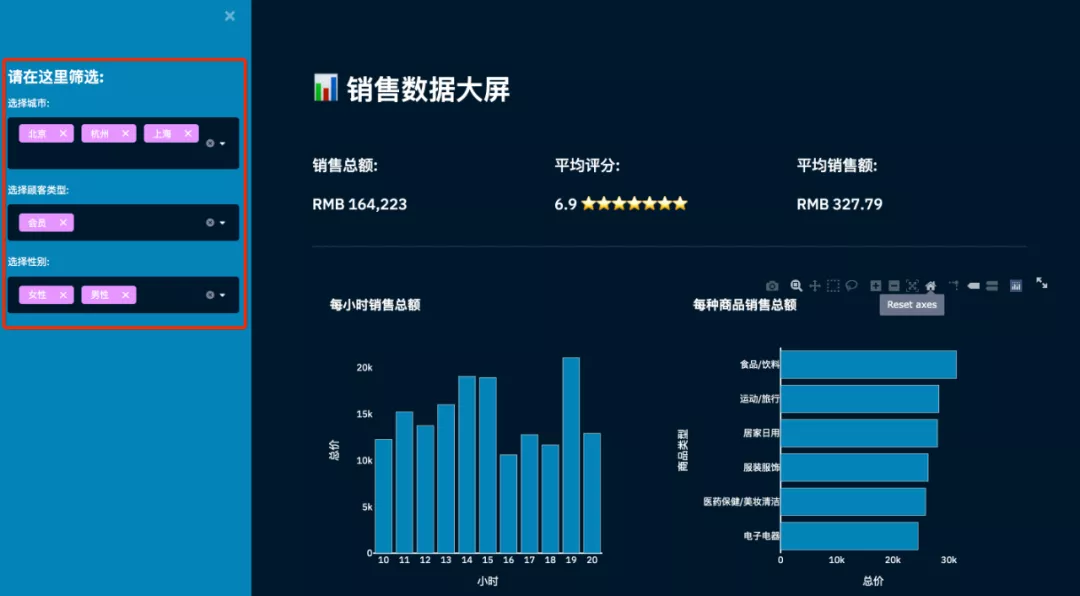 请在这里筛选:
选择城市:
北京 杭州 上海
选择顾客类型:
会员
选择性别:
女性 男性
销售数据大屏
销售总额: 平均评分: 平均销售额:
RMB 164,223 6.9 RMB 327.79
每小时销售总额
20k
15k
10k
5k
0
总价
10 11 12 13 14 15 16 17 18 19 20
小时
每种商品销售总额
Reset axes
食品/饮料
运动/旅行
居家日用
服装服饰
医药保健/美妆清洁
电子电器
商品类型
0 10k 20k 30k
总价